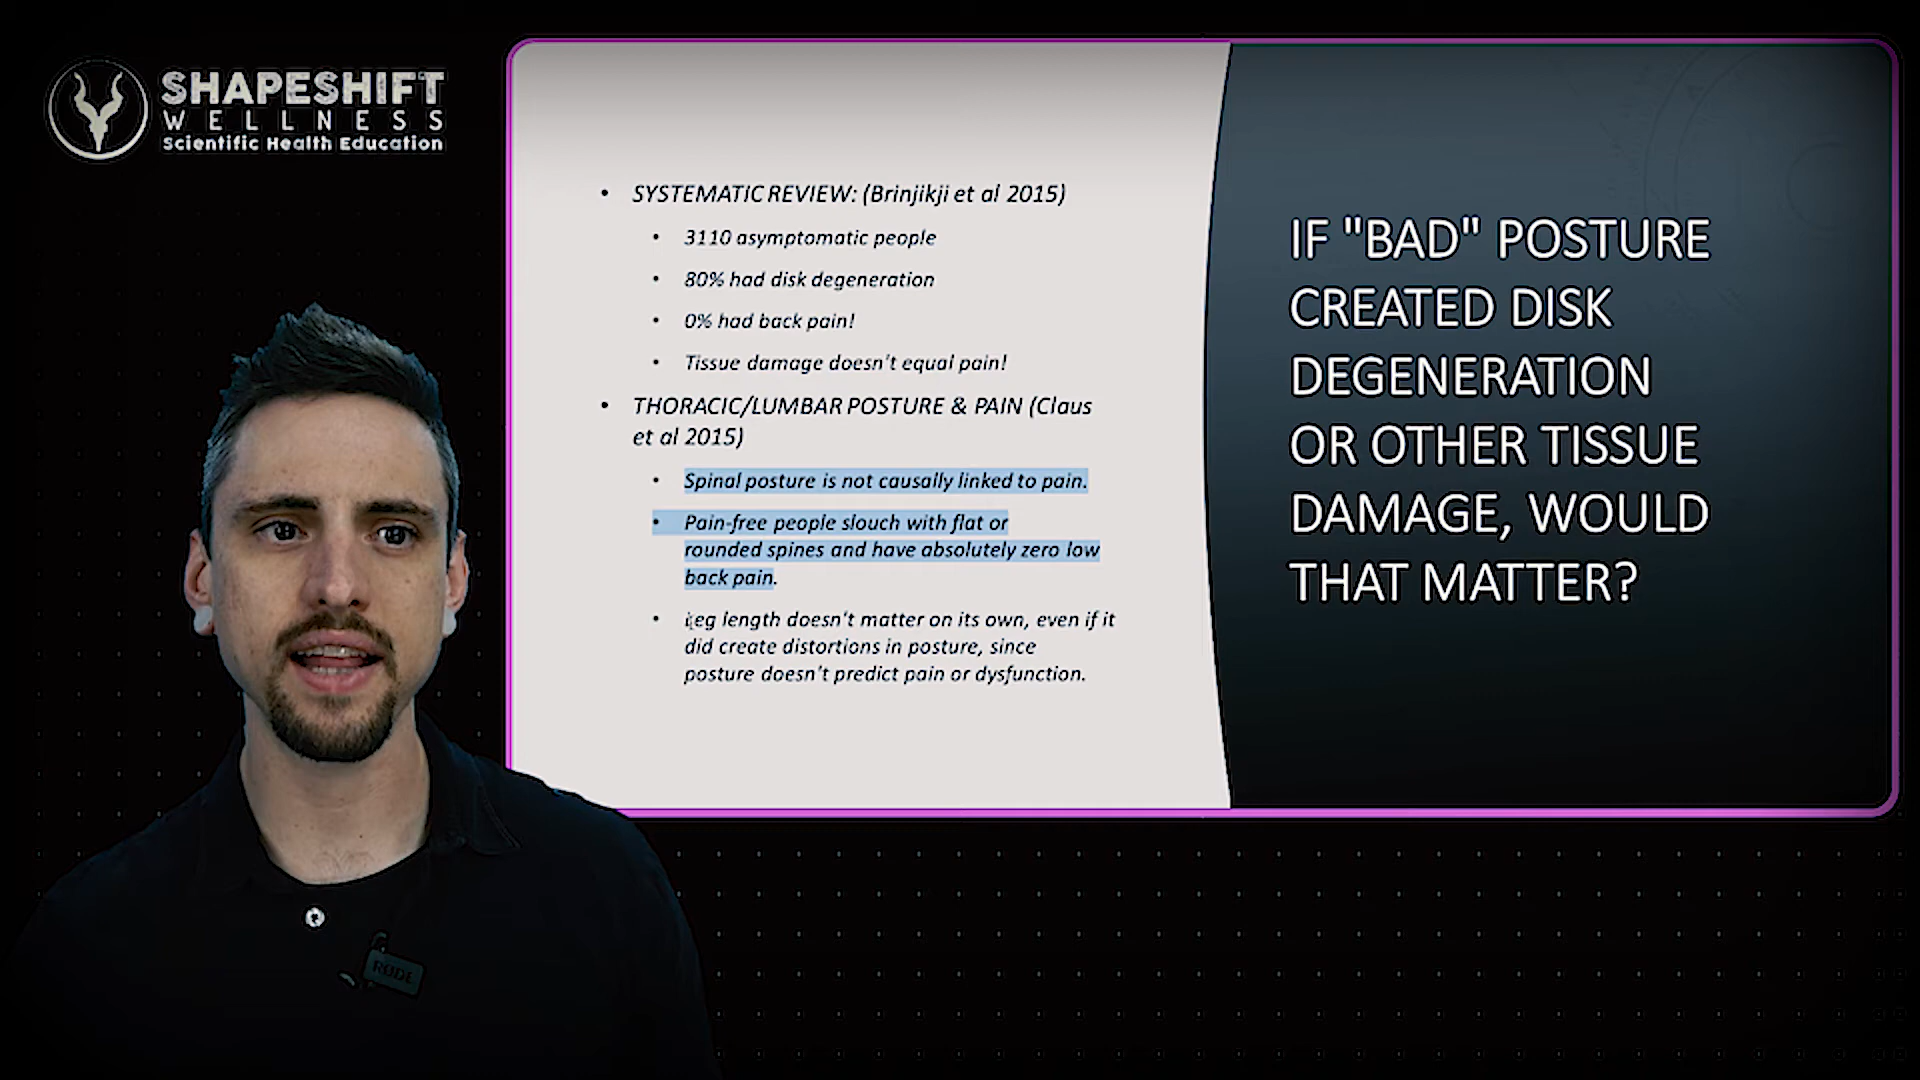 SHAPESHIFT
WELLNESS
Scientific Health Education
• SYSTEMATIC REVIEW: (Brinjikji et al 2015)
• 3110 asymptomatic people
• 80% had disk degeneration
• 0% had back pain!
• Tissue damage doesn't equal pain!
• THORACIC/LUMBAR POSTURE & PAIN (Claus
et al 2015)
• Spinal posture is not causally linked to pain.
• Pain-free people slouch with flat or
rounded spines and have absolutely zero low
back pain.
• Leg length doesn't matter on its own, even if it
did create distortions in posture, since
posture doesn't predict pain or dysfunction.
IF "BAD" POSTURE
CREATED DISK
DEGENERATION
OR OTHER TISSUE
DAMAGE, WOULD
THAT MATTER?
RODE